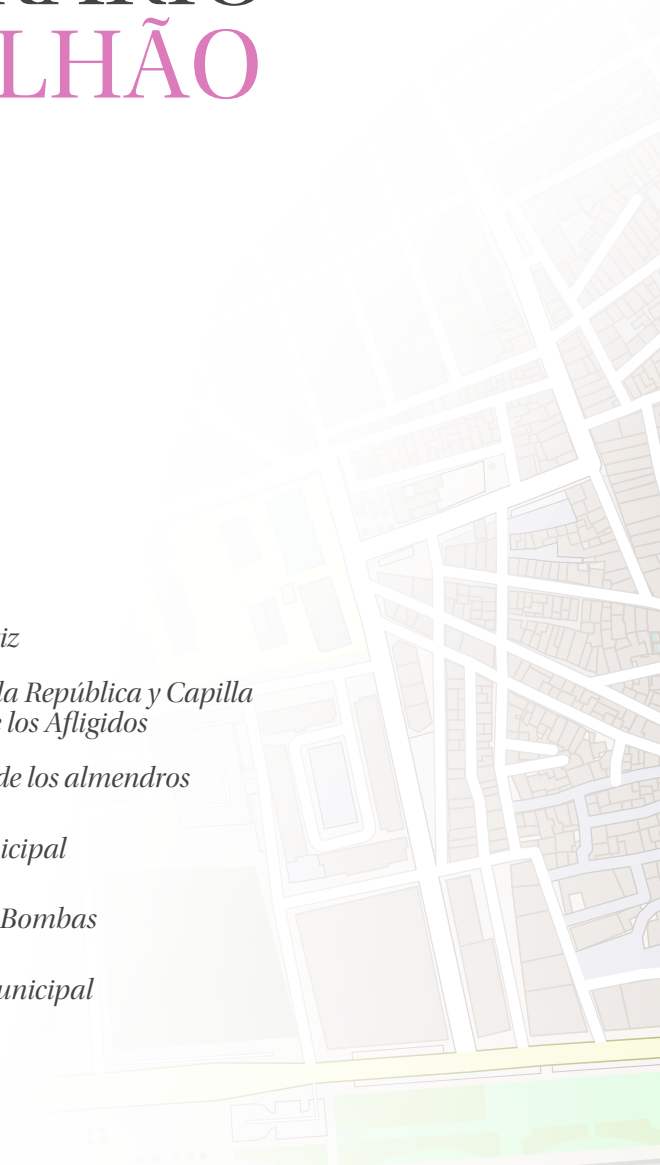 LHÃO
iz
la República y Capilla
los Afligidos
de los almendros
icipal
Bombas
unicipal